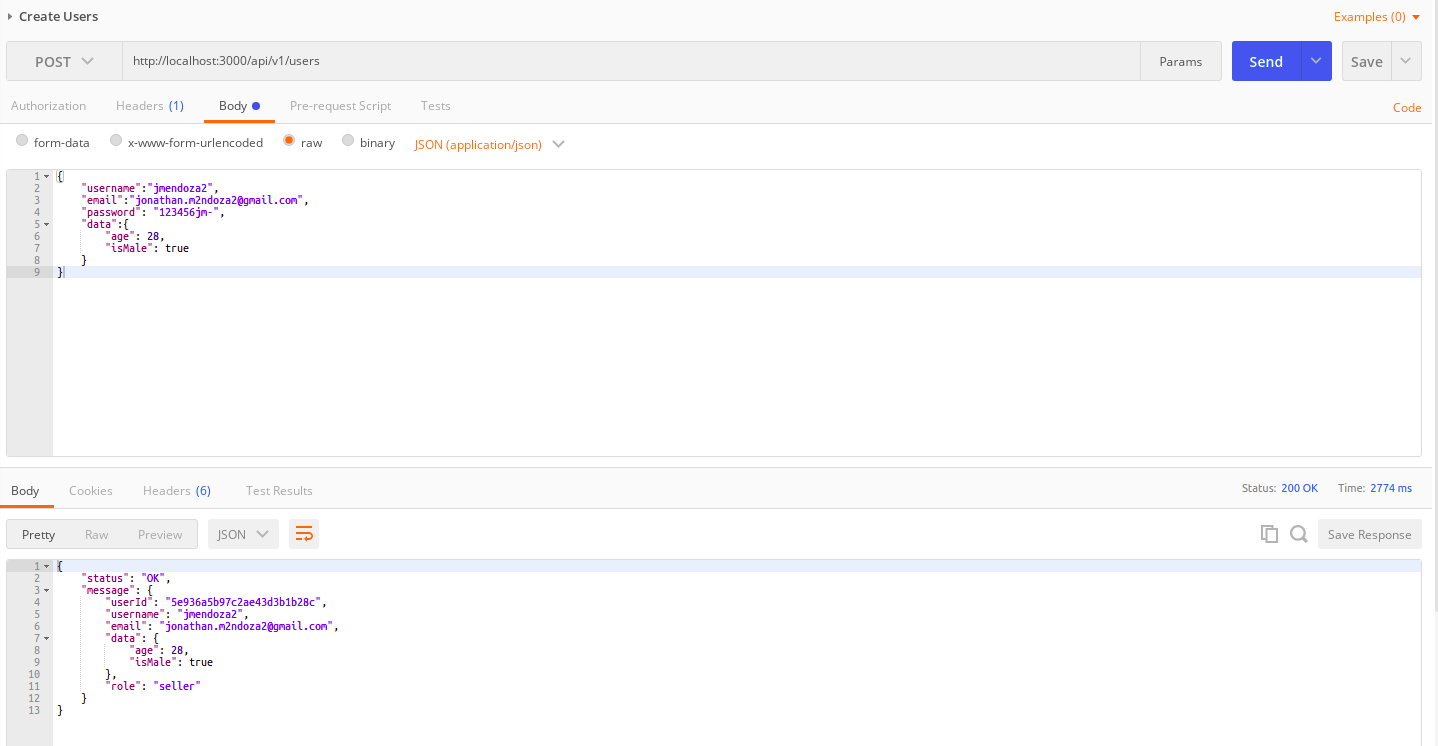 Create Users
Examples (0)
POST
http://localhost:3000/api/v1/users
Params
Send
Save
Authorization
Headers (1)
Body
Pre-request Script
Tests
Code
form-data
x-www-form-urlencoded
raw
binary
JSON (application/json)
1 {
2 "username":"jmendoza2",
3 "email":"jonathan.m2ndoza2@gmail.com",
4 "password": "123456jm-",
5 "data":{
6 "age": 28,
7 "isMale": true
8 }
9 }
Body
Cookies
Headers (6)
Test Results
Status: 200 OK
Time: 2774 ms
Pretty
Raw
Preview
JSON
Save Response
1 {
2 "status": "OK",
3 "message": {
4 "userId": "5e936a5b97c2ae43d3b1b28c",
5 "username": "jmendoza2",
6 "email": "jonathan.m2ndoza2@gmail.com",
7 "data": {
8 "age": 28,
9 "isMale": true
10 },
11 "role": "seller"
12 }
13 }